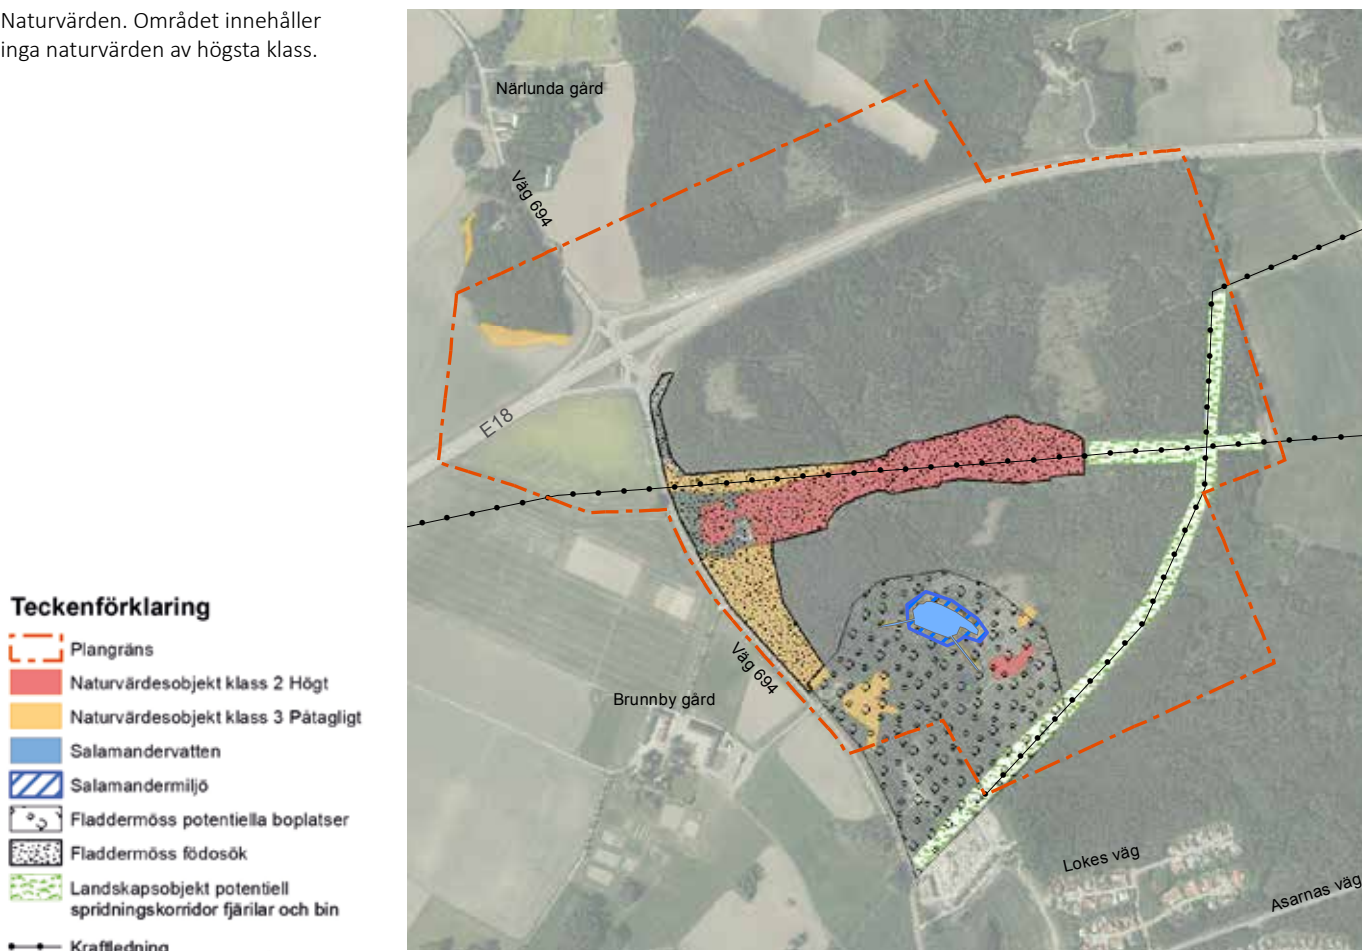 Naturvärden. Området innehåller
inga naturvärden av högsta klass.
Närlunda gård
Väg 694
E18
Väg 694
Brunnby gård
Lokes väg
Asarnas väg
Teckenförklaring
Plangräns
Naturvärdesobjekt klass 2 Högt
Naturvärdesobjekt klass 3 Påtagligt
Salamandervatten
Salamandermiljö
Fladdermöss potentiella boplatser
Fladdermöss födosök
Landskapsobjekt potentiell
spridningskorridor fjärilar och bin
Kraftledning